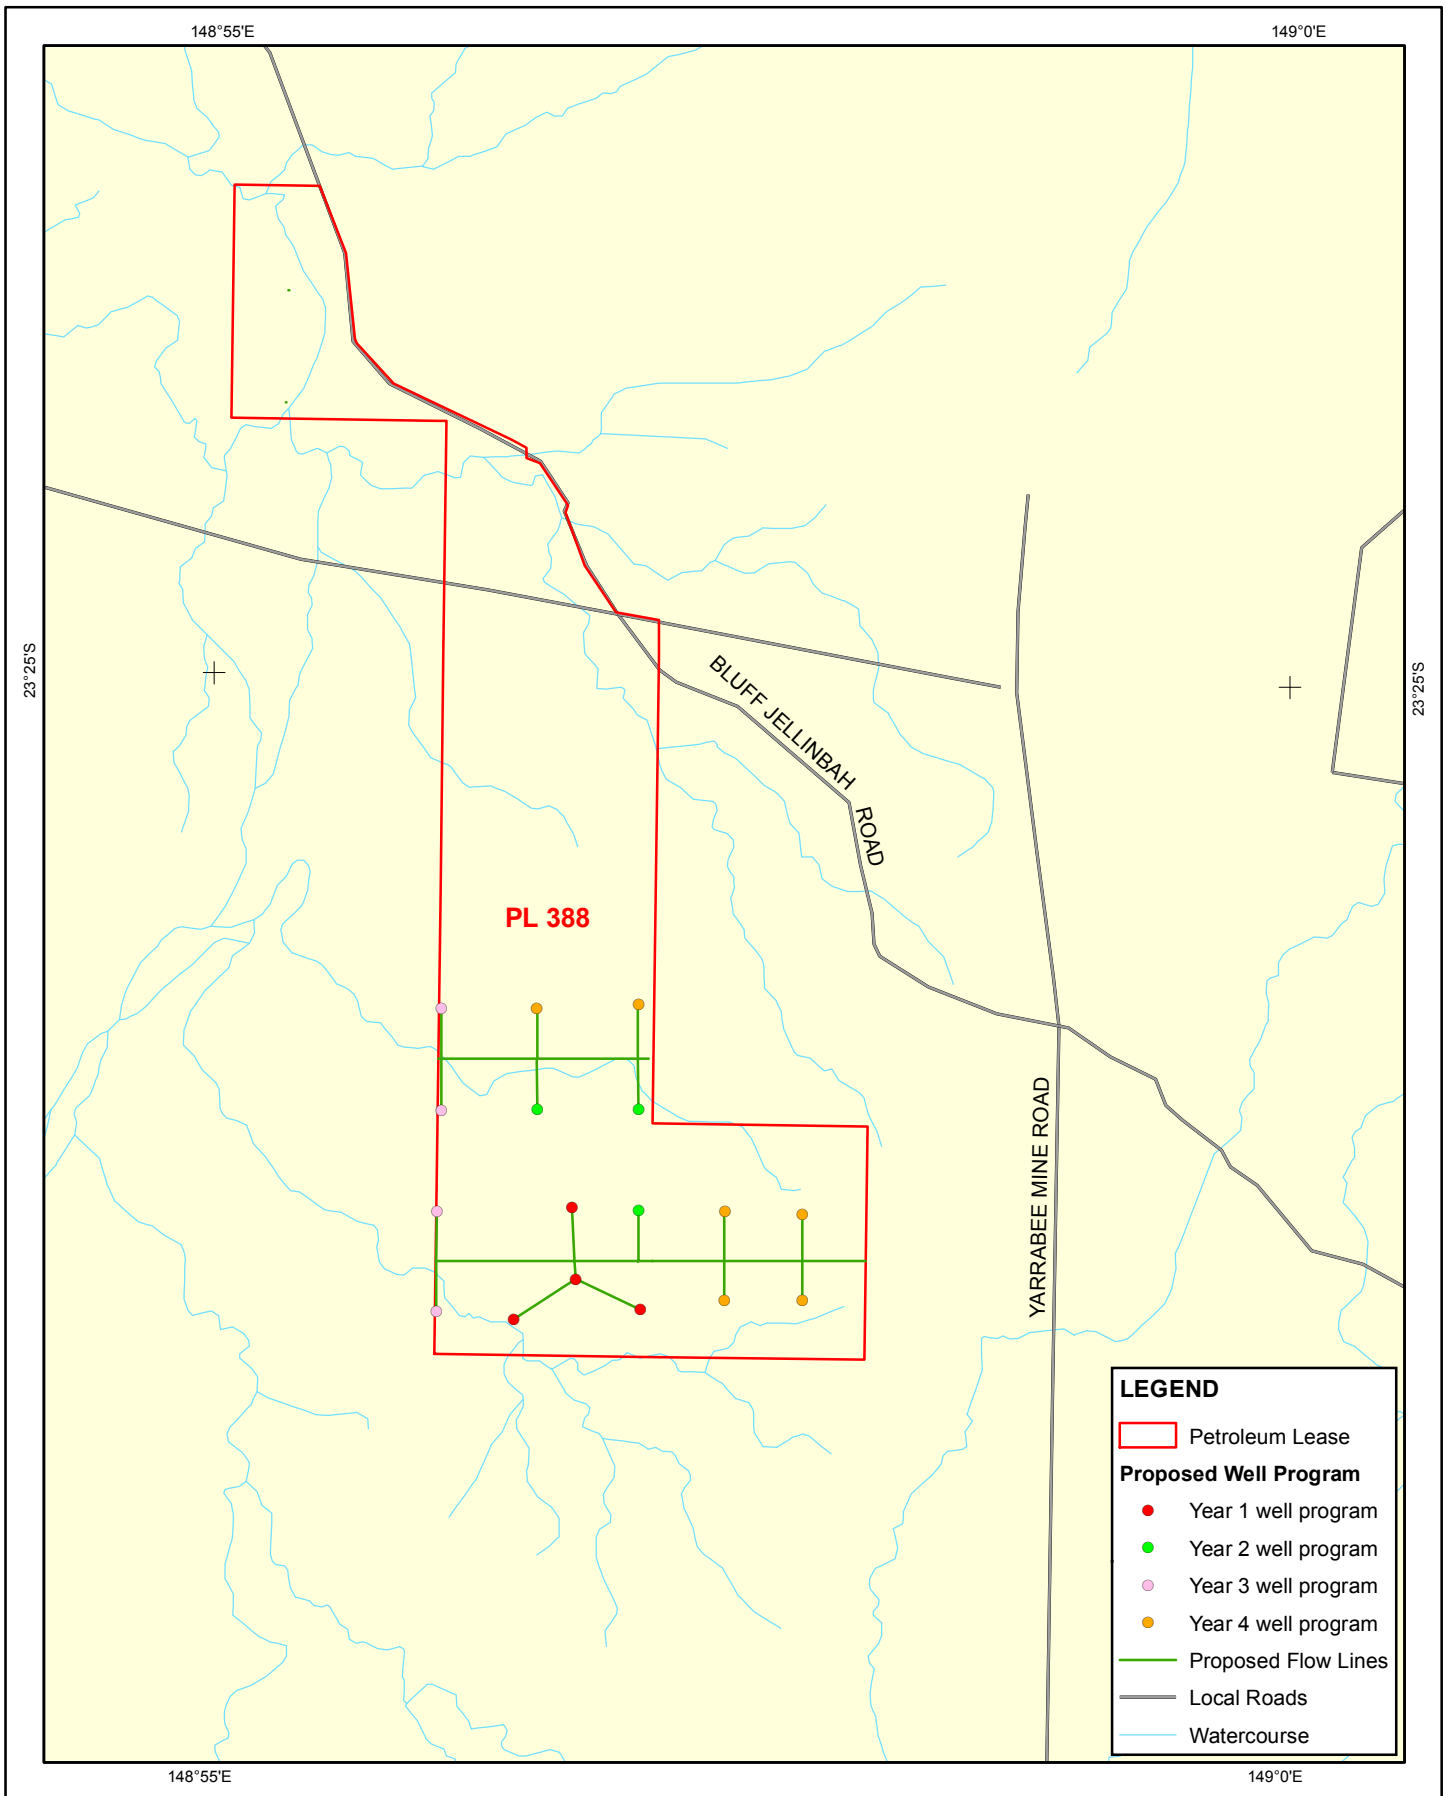 148°55'E
149°0'E
23°25'S
23°25'S
BLUFF JELLINBAH
ROAD
PL 388
YARRABEE MINE ROAD
LEGEND
Petroleum Lease
Proposed Well Program
Year 1 well program
Year 2 well program
Year 3 well program
Year 4 well program
Proposed Flow Lines
Local Roads
Watercourse
148°55'E
149°0'E